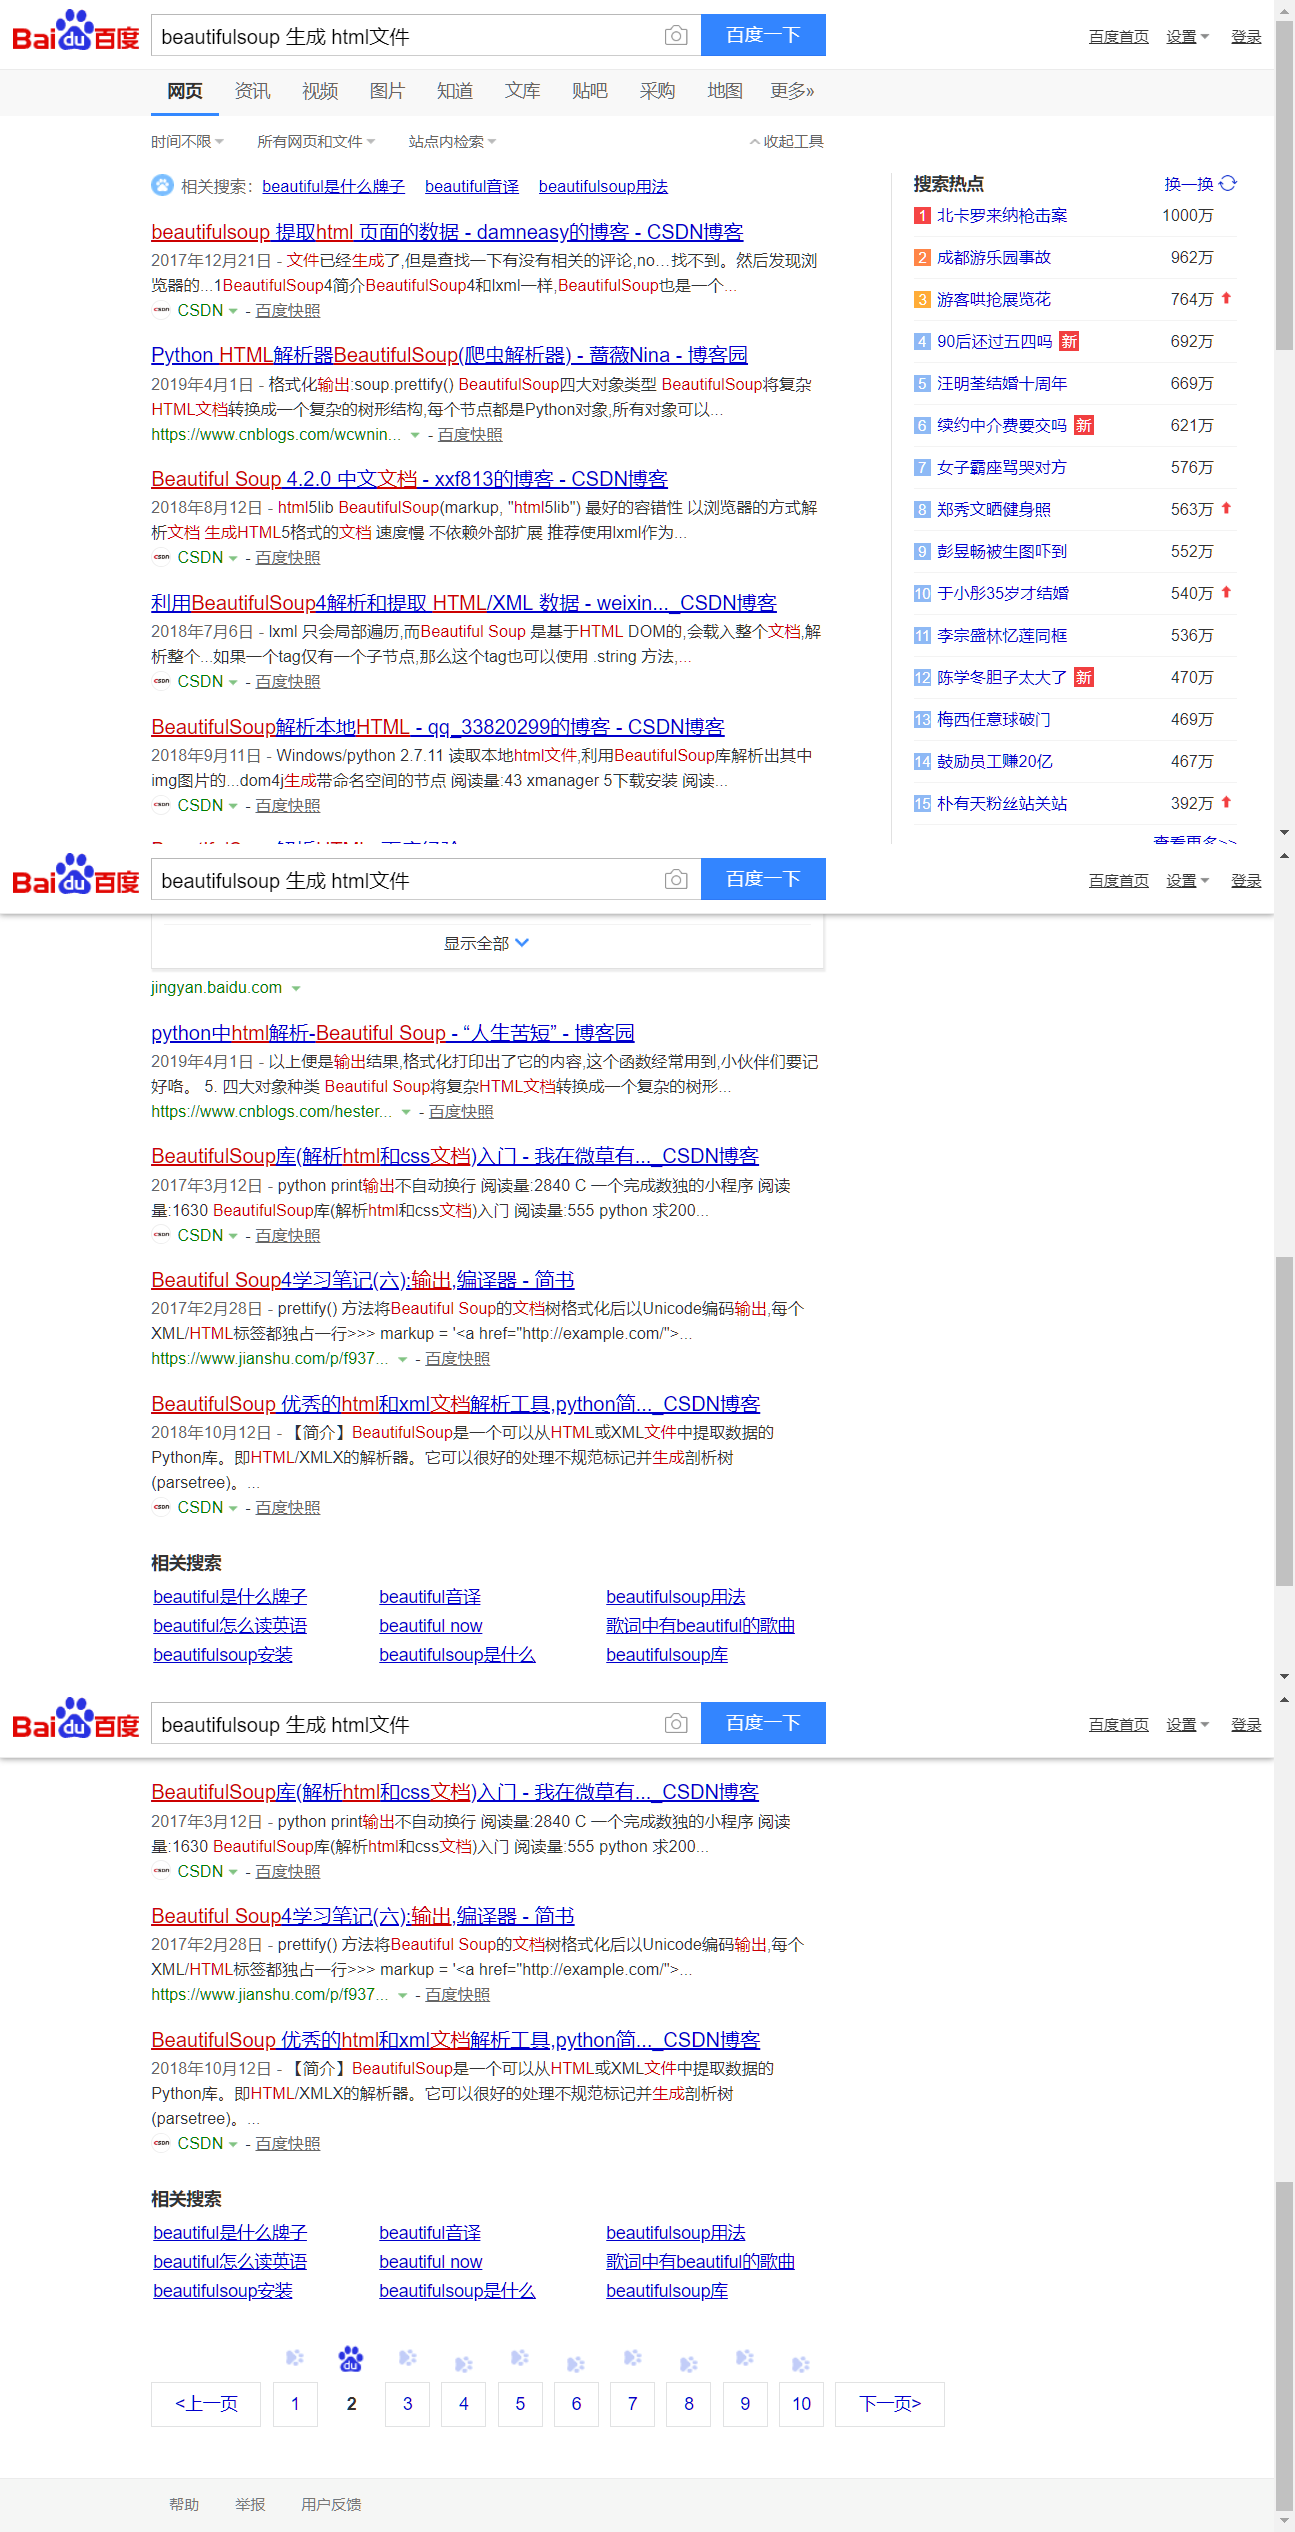 Bai du 百度
beautifulsoup 生成 html文件
百度一下
百度首页 设置 登录
网页 资讯 视频 图片 知道 文库 贴吧 采购 地图 更多»
时间不限 所有网页和文件 站点内检索 收起工具
相关搜索: beautiful是什么牌子 beautiful音译 beautifulsoup用法
beautifulsoup 提取html 页面的数据 - damneasy的博客 - CSDN博客
2017年12月21日 - 文件已经生成了,但是查找一下有没有相关的评论,no...找不到。然后发现浏
览器的...1BeautifulSoup4简介BeautifulSoup4和lxml一样,BeautifulSoup也是一个...
CSDN - 百度快照
Python HTML解析器BeautifulSoup(爬虫解析器) - 蔷薇Nina - 博客园
2019年4月1日 - 格式化输出:soup.prettify() BeautifulSoup四大对象类型 BeautifulSoup将复杂
HTML文档转换成一个复杂的树形结构,每个节点都是Python对象,所有对象可以...
https://www.cnblogs.com/wcwnin... - 百度快照
Beautiful Soup 4.2.0 中文文档 - xxf813的博客 - CSDN博客
2018年8月12日 - html5lib BeautifulSoup(markup, "html5lib") 最好的容错性 以浏览器的方式解
析文档 生成HTML5格式的文档 速度慢 不依赖外部扩展 推荐使用lxml作为...
CSDN - 百度快照
利用BeautifulSoup4解析和提取 HTML/XML 数据 - weixin..._CSDN博客
2018年7月6日 - lxml 只会局部遍历,而Beautiful Soup 是基于HTML DOM的,会载入整个文档,解
析整个...如果一个tag仅有一个子节点,那么这个tag也可以使用 .string 方法,...
CSDN - 百度快照
BeautifulSoup解析本地HTML - qq_33820299的博客 - CSDN博客
2018年9月11日 - Windows/python 2.7.11 读取本地html文件,利用BeautifulSoup库解析出其中
img图片的...dom4j生成带命名空间的节点 阅读量:43 xmanager 5下载安装 阅读...
CSDN - 百度快照
搜索热点 换一换
1 北卡罗来纳枪击案 1000万
2 成都游乐园事故 962万
3 游客哄抢展览花 764万
4 90后还过五四吗 新 692万
5 汪明荃结婚十周年 669万
6 续约中介费要交吗 新 621万
7 女子霸座骂哭对方 576万
8 郑秀文晒健身照 563万
9 彭昱畅被生图吓到 552万
10 于小彤35岁才结婚 540万
11 李宗盛林忆莲同框 536万
12 陈学冬胆子太大了 新 470万
13 梅西任意球破门 469万
14 鼓励员工赚20亿 467万
15 朴有天粉丝站关站 392万
查看更多>>
Bai du 百度
beautifulsoup 生成 html文件
百度一下
百度首页 设置 登录
显示全部
jingyan.baidu.com
python中html解析-Beautiful Soup - “人生苦短” - 博客园
2019年4月1日 - 以上便是输出结果,格式化打印出了它的内容,这个函数经常用到,小伙伴们要记
好咯。 5. 四大对象种类 Beautiful Soup将复杂HTML文档转换成一个复杂的树形...
https://www.cnblogs.com/hester... - 百度快照
BeautifulSoup库(解析html和css文档)入门 - 我在微草有..._CSDN博客
2017年3月12日 - python print输出不自动换行 阅读量:2840 C 一个完成数独的小程序 阅读
量:1630 BeautifulSoup库(解析html和css文档)入门 阅读量:555 python 求200...
CSDN - 百度快照
Beautiful Soup4学习笔记(六):输出,编译器 - 简书
2017年2月28日 - prettify() 方法将Beautiful Soup的文档树格式化后以Unicode编码输出,每个
XML/HTML标签都独占一行>>> markup = '<a href="http://example.com/">...
https://www.jianshu.com/p/f937... - 百度快照
BeautifulSoup 优秀的html和xml文档解析工具,python简..._CSDN博客
2018年10月12日 - 【简介】BeautifulSoup是一个可以从HTML或XML文件中提取数据的
Python库。即HTML/XMLX的解析器。它可以很好的处理不规范标记并生成剖析树
(parsetree)。...
CSDN - 百度快照
相关搜索
beautiful是什么牌子 beautiful音译 beautifulsoup用法
beautiful怎么读英语 beautiful now 歌词中有beautiful的歌曲
beautifulsoup安装 beautifulsoup是什么 beautifulsoup库
Bai du 百度
beautifulsoup 生成 html文件
百度一下
百度首页 设置 登录
BeautifulSoup库(解析html和css文档)入门 - 我在微草有..._CSDN博客
2017年3月12日 - python print输出不自动换行 阅读量:2840 C 一个完成数独的小程序 阅读
量:1630 BeautifulSoup库(解析html和css文档)入门 阅读量:555 python 求200...
CSDN - 百度快照
Beautiful Soup4学习笔记(六):输出,编译器 - 简书
2017年2月28日 - prettify() 方法将Beautiful Soup的文档树格式化后以Unicode编码输出,每个
XML/HTML标签都独占一行>>> markup = '<a href="http://example.com/">...
https://www.jianshu.com/p/f937... - 百度快照
BeautifulSoup 优秀的html和xml文档解析工具,python简..._CSDN博客
2018年10月12日 - 【简介】BeautifulSoup是一个可以从HTML或XML文件中提取数据的
Python库。即HTML/XMLX的解析器。它可以很好的处理不规范标记并生成剖析树
(parsetree)。...
CSDN - 百度快照
相关搜索
beautiful是什么牌子 beautiful音译 beautifulsoup用法
beautiful怎么读英语 beautiful now 歌词中有beautiful的歌曲
beautifulsoup安装 beautifulsoup是什么 beautifulsoup库
du
<上一页 1 2 3 4 5 6 7 8 9 10 下一页>
帮助 举报 用户反馈